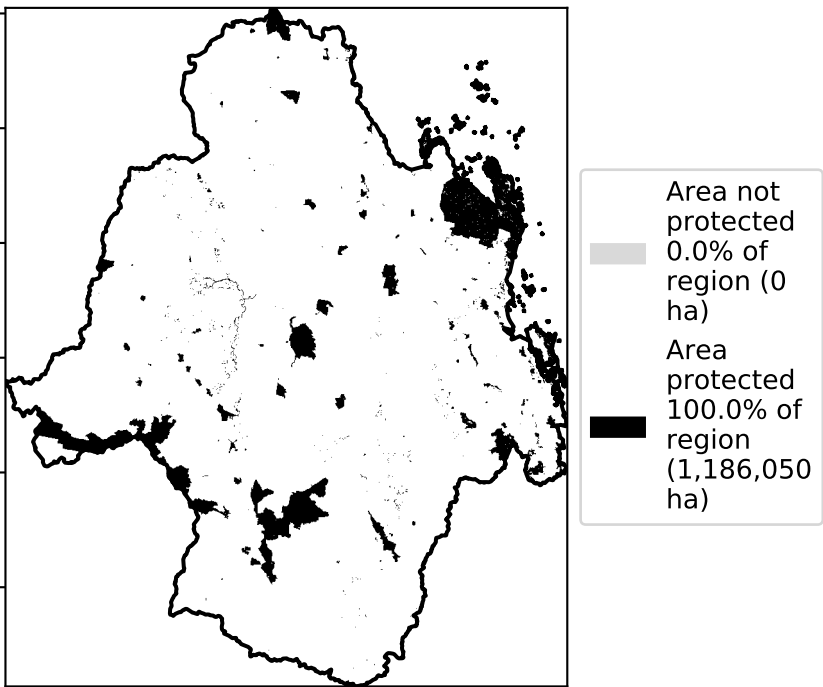 Area not
protected
0.0% of
region (0
ha)
Area
protected
100.0% of
region
(1,186,050
ha)